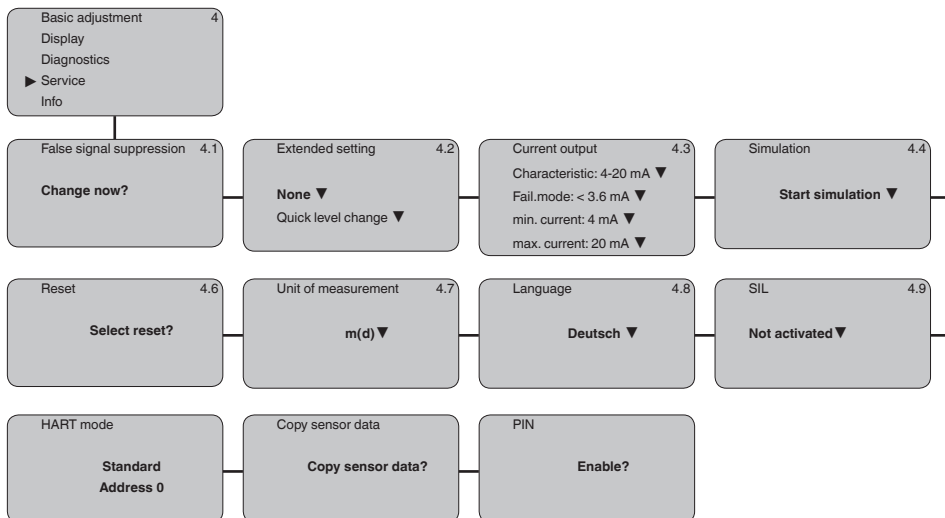 Basic adjustment 4
Display
Diagnostics
▶ Service
Info
False signal suppression 4.1
Change now?
Extended setting 4.2
None ▼
Quick level change ▼
Current output 4.3
Characteristic: 4-20 mA ▼
Fail.mode: < 3.6 mA ▼
min. current: 4 mA ▼
max. current: 20 mA ▼
Simulation 4.4
Start simulation ▼
Reset 4.6
Select reset?
Unit of measurement 4.7
m(d) ▼
Language 4.8
Deutsch ▼
SIL 4.9
Not activated ▼
HART mode
Standard
Address 0
Copy sensor data
Copy sensor data?
PIN
Enable?